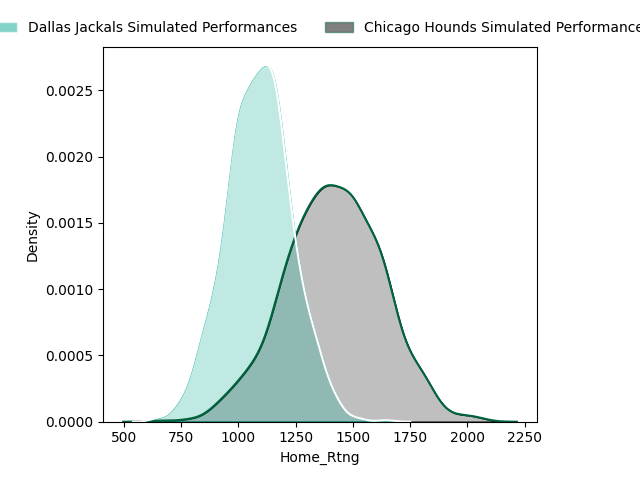 Dallas Jackals Simulated Performances
Chicago Hounds Simulated Performance
0.0025
0.0020
0.0015
0.0010
0.0005
0.0000
Density
500 750 1000 1250 1500 1750 2000 2250
Home_Rtng